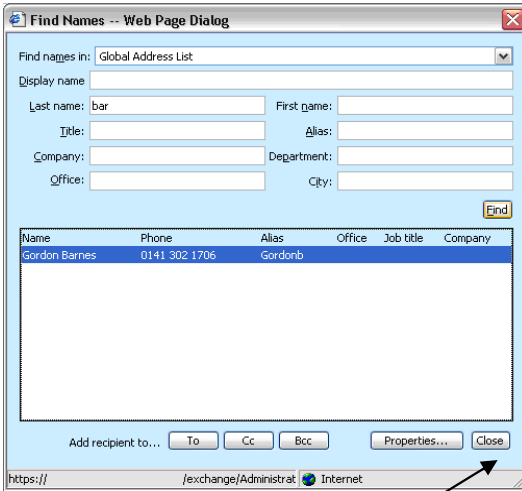 Find Names -- Web Page Dialog
Find names in: Global Address List
Display name
Last name: bar First name:
Title: Alias:
Company: Department:
Office: City:
Find
Name Phone Alias Office Job title Company
Gordon Barnes 0141 302 1706 Gordonb
Add recipient to... To Cc Bcc Properties... Close
https:// /exchange/Administrat Internet